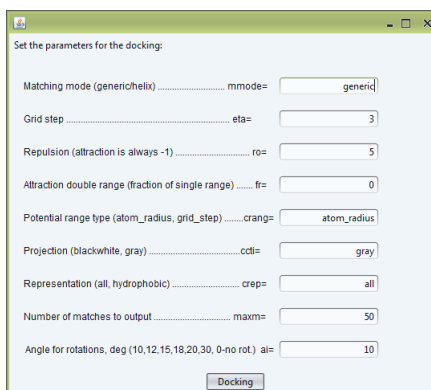 Set the parameters for the docking:
Matching mode (generic/helix) ........................... mmode= generic
Grid step ................................................................ eta= 3
Repulsion (attraction is always -1) ............................ ro= 5
Attraction double range (fraction of single range) ...... fr= 0
Potential range type (atom_radius, grid_step) .......crang= atom_radius
Projection (blackwhite, gray) ................................ccti= gray
Representation (all, hydrophobic) .......................... crep= all
Number of matches to output .......................... maxm= 50
Angle for rotations, deg (10,12,15,18,20,30, 0-no rot.) ai= 10
Docking